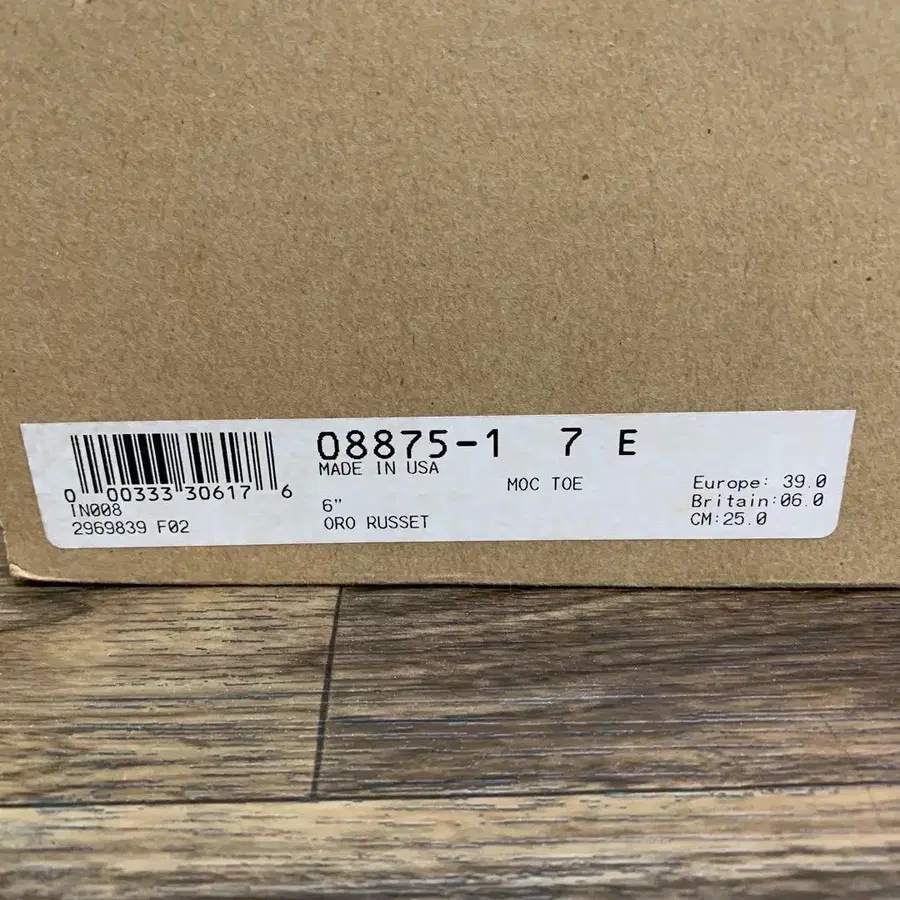 0 00333 30617 6
IN008
2969839 F02
08875-1 7 E
MADE IN USA
MOC TOE
6"
ORO RUSSET
Europe: 39.0
Britain:06.0
CM:25.0